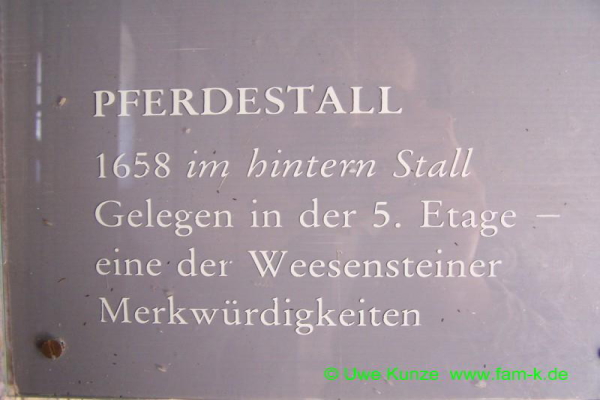 PFERDESTALL
1658 im hintern Stall
Gelegen in der 5. Etage –
eine der Weesensteiner
Merkwürdigkeiten
© Uwe Kunze www.fam-k.de